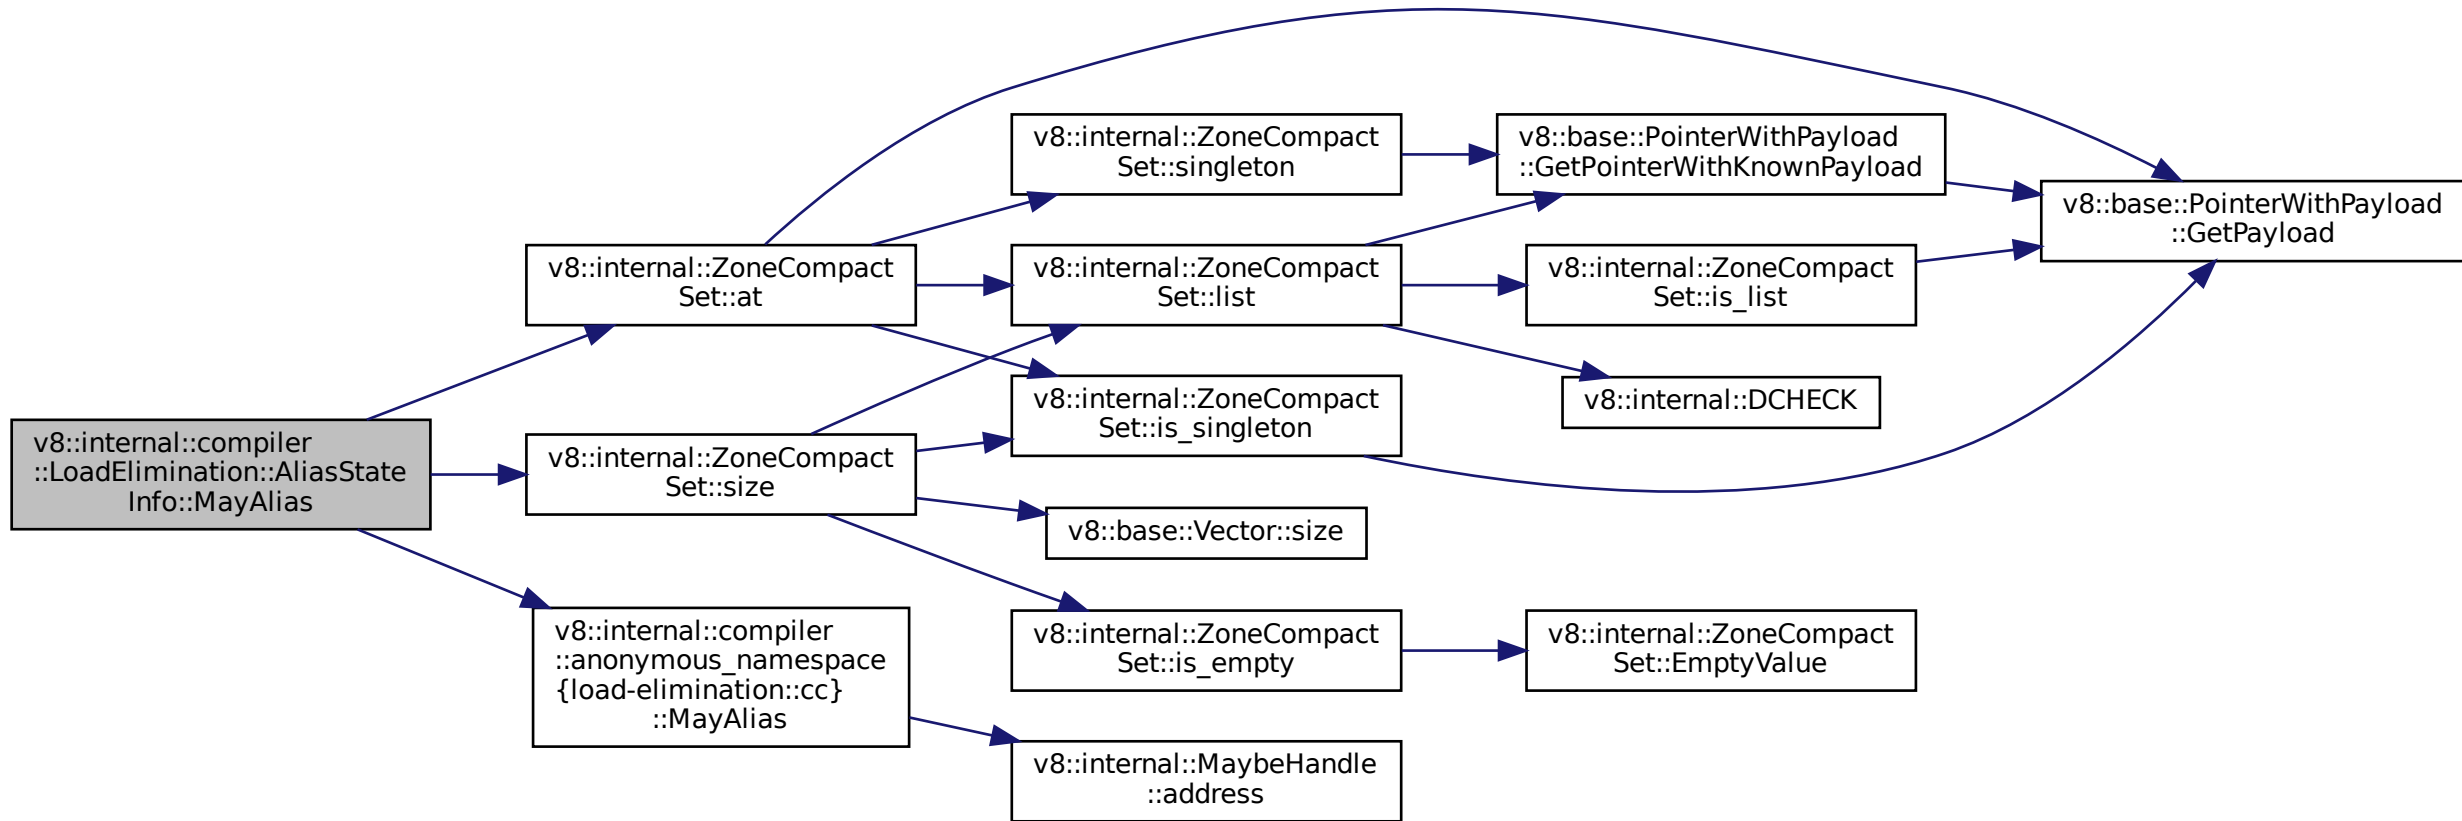 v8::internal::compiler
::LoadElimination::AliasState
Info::MayAlias
v8::internal::ZoneCompact
Set::at
v8::internal::ZoneCompact
Set::size
v8::internal::compiler
::anonymous_namespace
{load-elimination::cc}
::MayAlias
v8::internal::ZoneCompact
Set::singleton
v8::internal::ZoneCompact
Set::list
v8::internal::ZoneCompact
Set::is_singleton
v8::base::Vector::size
v8::internal::ZoneCompact
Set::is_empty
v8::internal::MaybeHandle
::address
v8::base::PointerWithPayload
::GetPointerWithKnownPayload
v8::internal::ZoneCompact
Set::is_list
v8::internal::DCHECK
v8::internal::ZoneCompact
Set::EmptyValue
v8::base::PointerWithPayload
::GetPayload